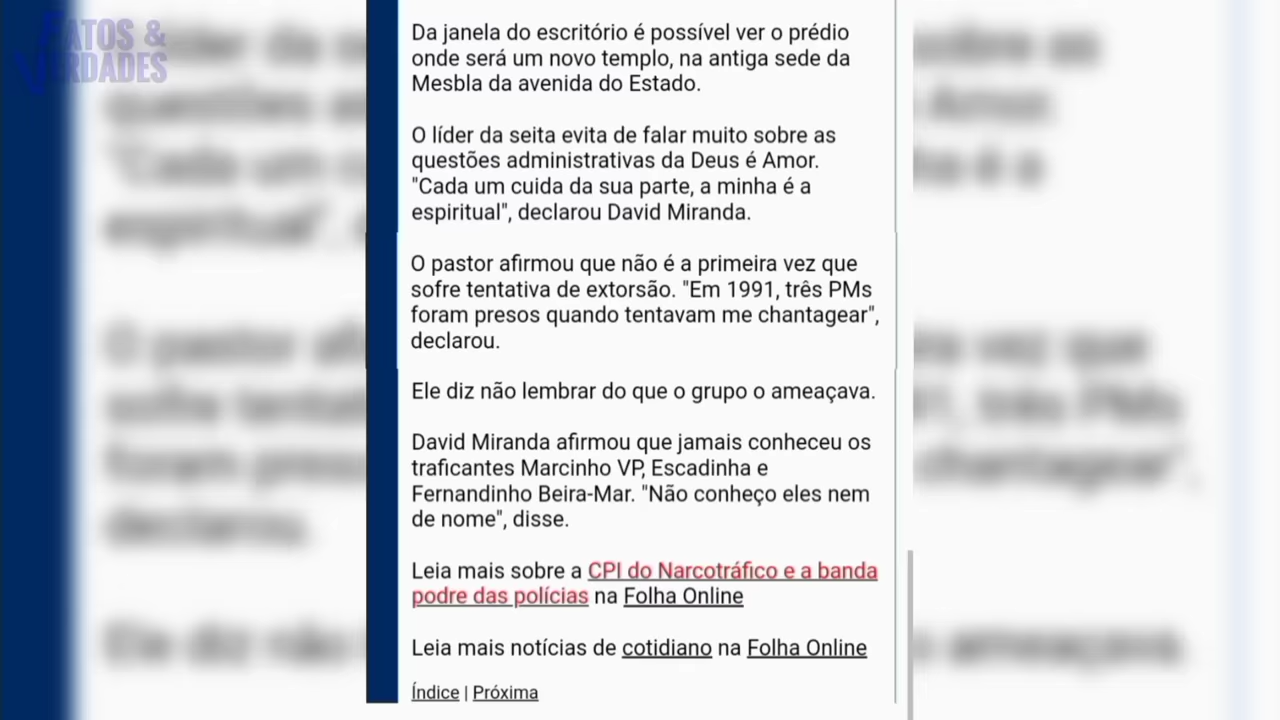 FATOS &
VERDADES
Da janela do escritório é possível ver o prédio
onde será um novo templo, na antiga sede da
Mesbla da avenida do Estado.
O líder da seita evita de falar muito sobre as
questões administrativas da Deus é Amor.
"Cada um cuida da sua parte, a minha é a
espiritual", declarou David Miranda.
O pastor afirmou que não é a primeira vez que
sofre tentativa de extorsão. "Em 1991, três PMs
foram presos quando tentavam me chantagear",
declarou.
Ele diz não lembrar do que o grupo o ameaçava.
David Miranda afirmou que jamais conheceu os
traficantes Marcinho VP, Escadinha e
Fernandinho Beira-Mar. "Não conheço eles nem
de nome", disse.
Leia mais sobre a CPI do Narcotráfico e a banda
podre das polícias na Folha Online
Leia mais notícias de cotidiano na Folha Online
Índice | Próxima